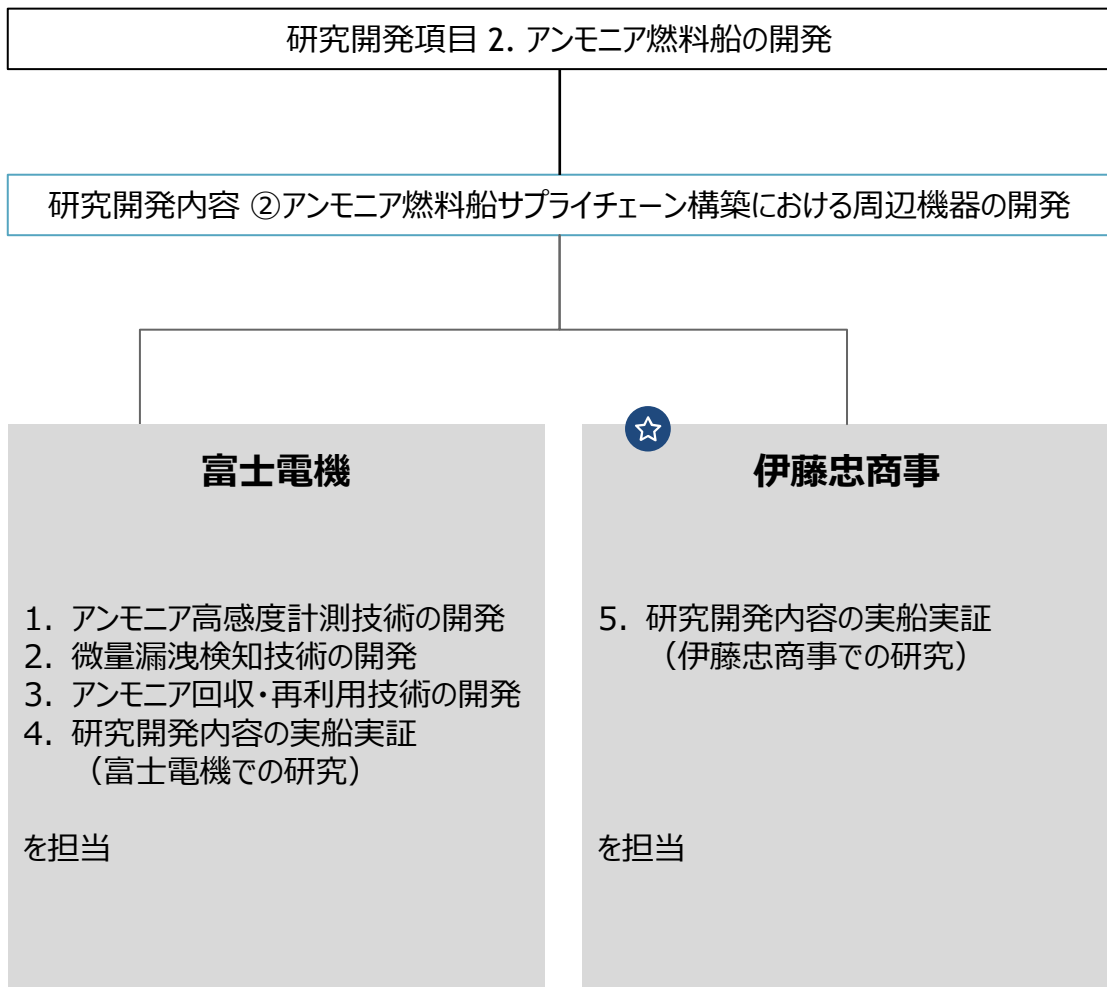 研究開発項目 2. アンモニア燃料船の開発
研究開発内容 ②アンモニア燃料船サプライチェーン構築における周辺機器の開発
富士電機
1. アンモニア高感度計測技術の開発
2. 微量漏洩検知技術の開発
3. アンモニア回収・再利用技術の開発
4. 研究開発内容の実船実証
（富士電機での研究）
を担当
伊藤忠商事
5. 研究開発内容の実船実証
（伊藤忠商事での研究）
を担当